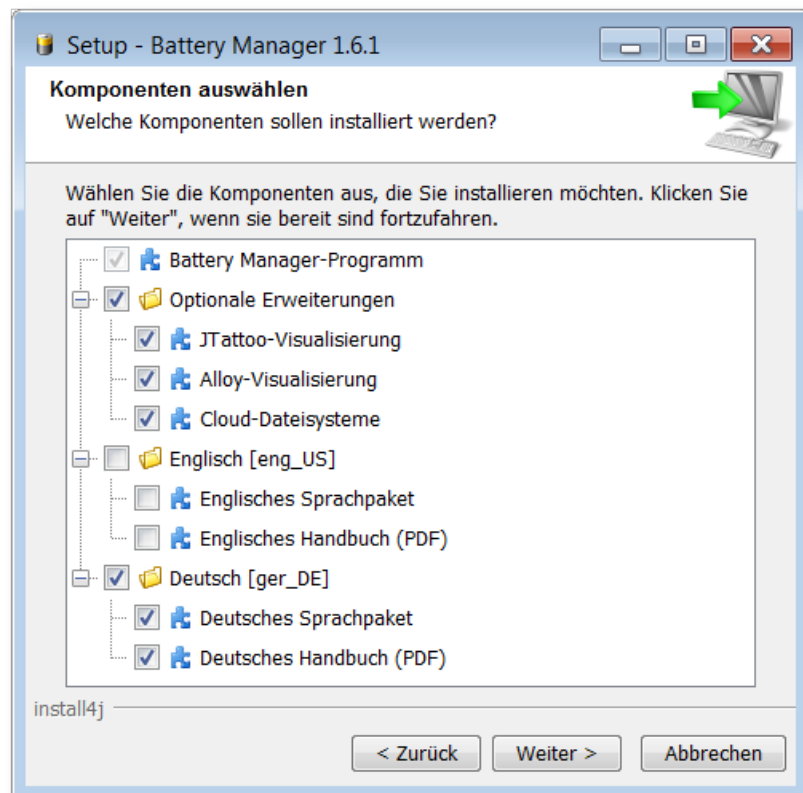 Setup - Battery Manager 1.6.1
Komponenten auswählen
Welche Komponenten sollen installiert werden?
Wählen Sie die Komponenten aus, die Sie installieren möchten. Klicken Sie
auf "Weiter", wenn sie bereit sind fortzufahren.
Battery Manager-Programm
Optionale Erweiterungen
JTattoo-Visualisierung
Alloy-Visualisierung
Cloud-Dateisysteme
Englisch [eng_US]
Englisches Sprachpaket
Englisches Handbuch (PDF)
Deutsch [ger_DE]
Deutsches Sprachpaket
Deutsches Handbuch (PDF)
install4j
< Zurück Weiter > Abbrechen